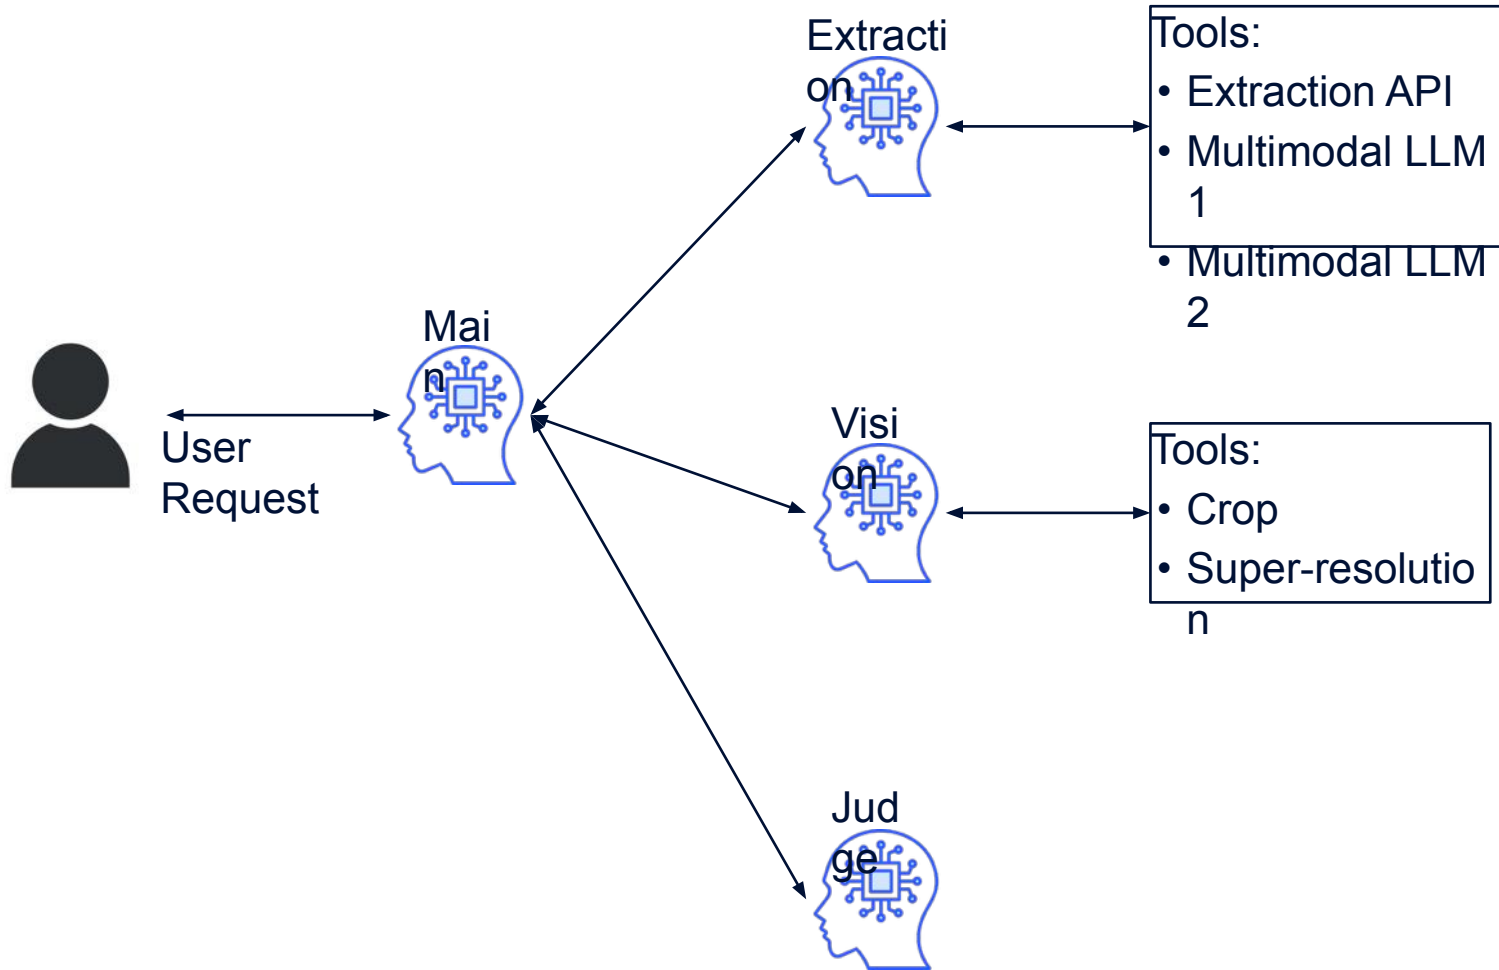 User
Request
Mai
n
Extracti
on
Tools:
• Extraction API
• Multimodal LLM
1
• Multimodal LLM
2
Visi
on
Tools:
• Crop
• Super-resolutio
n
Jud
ge